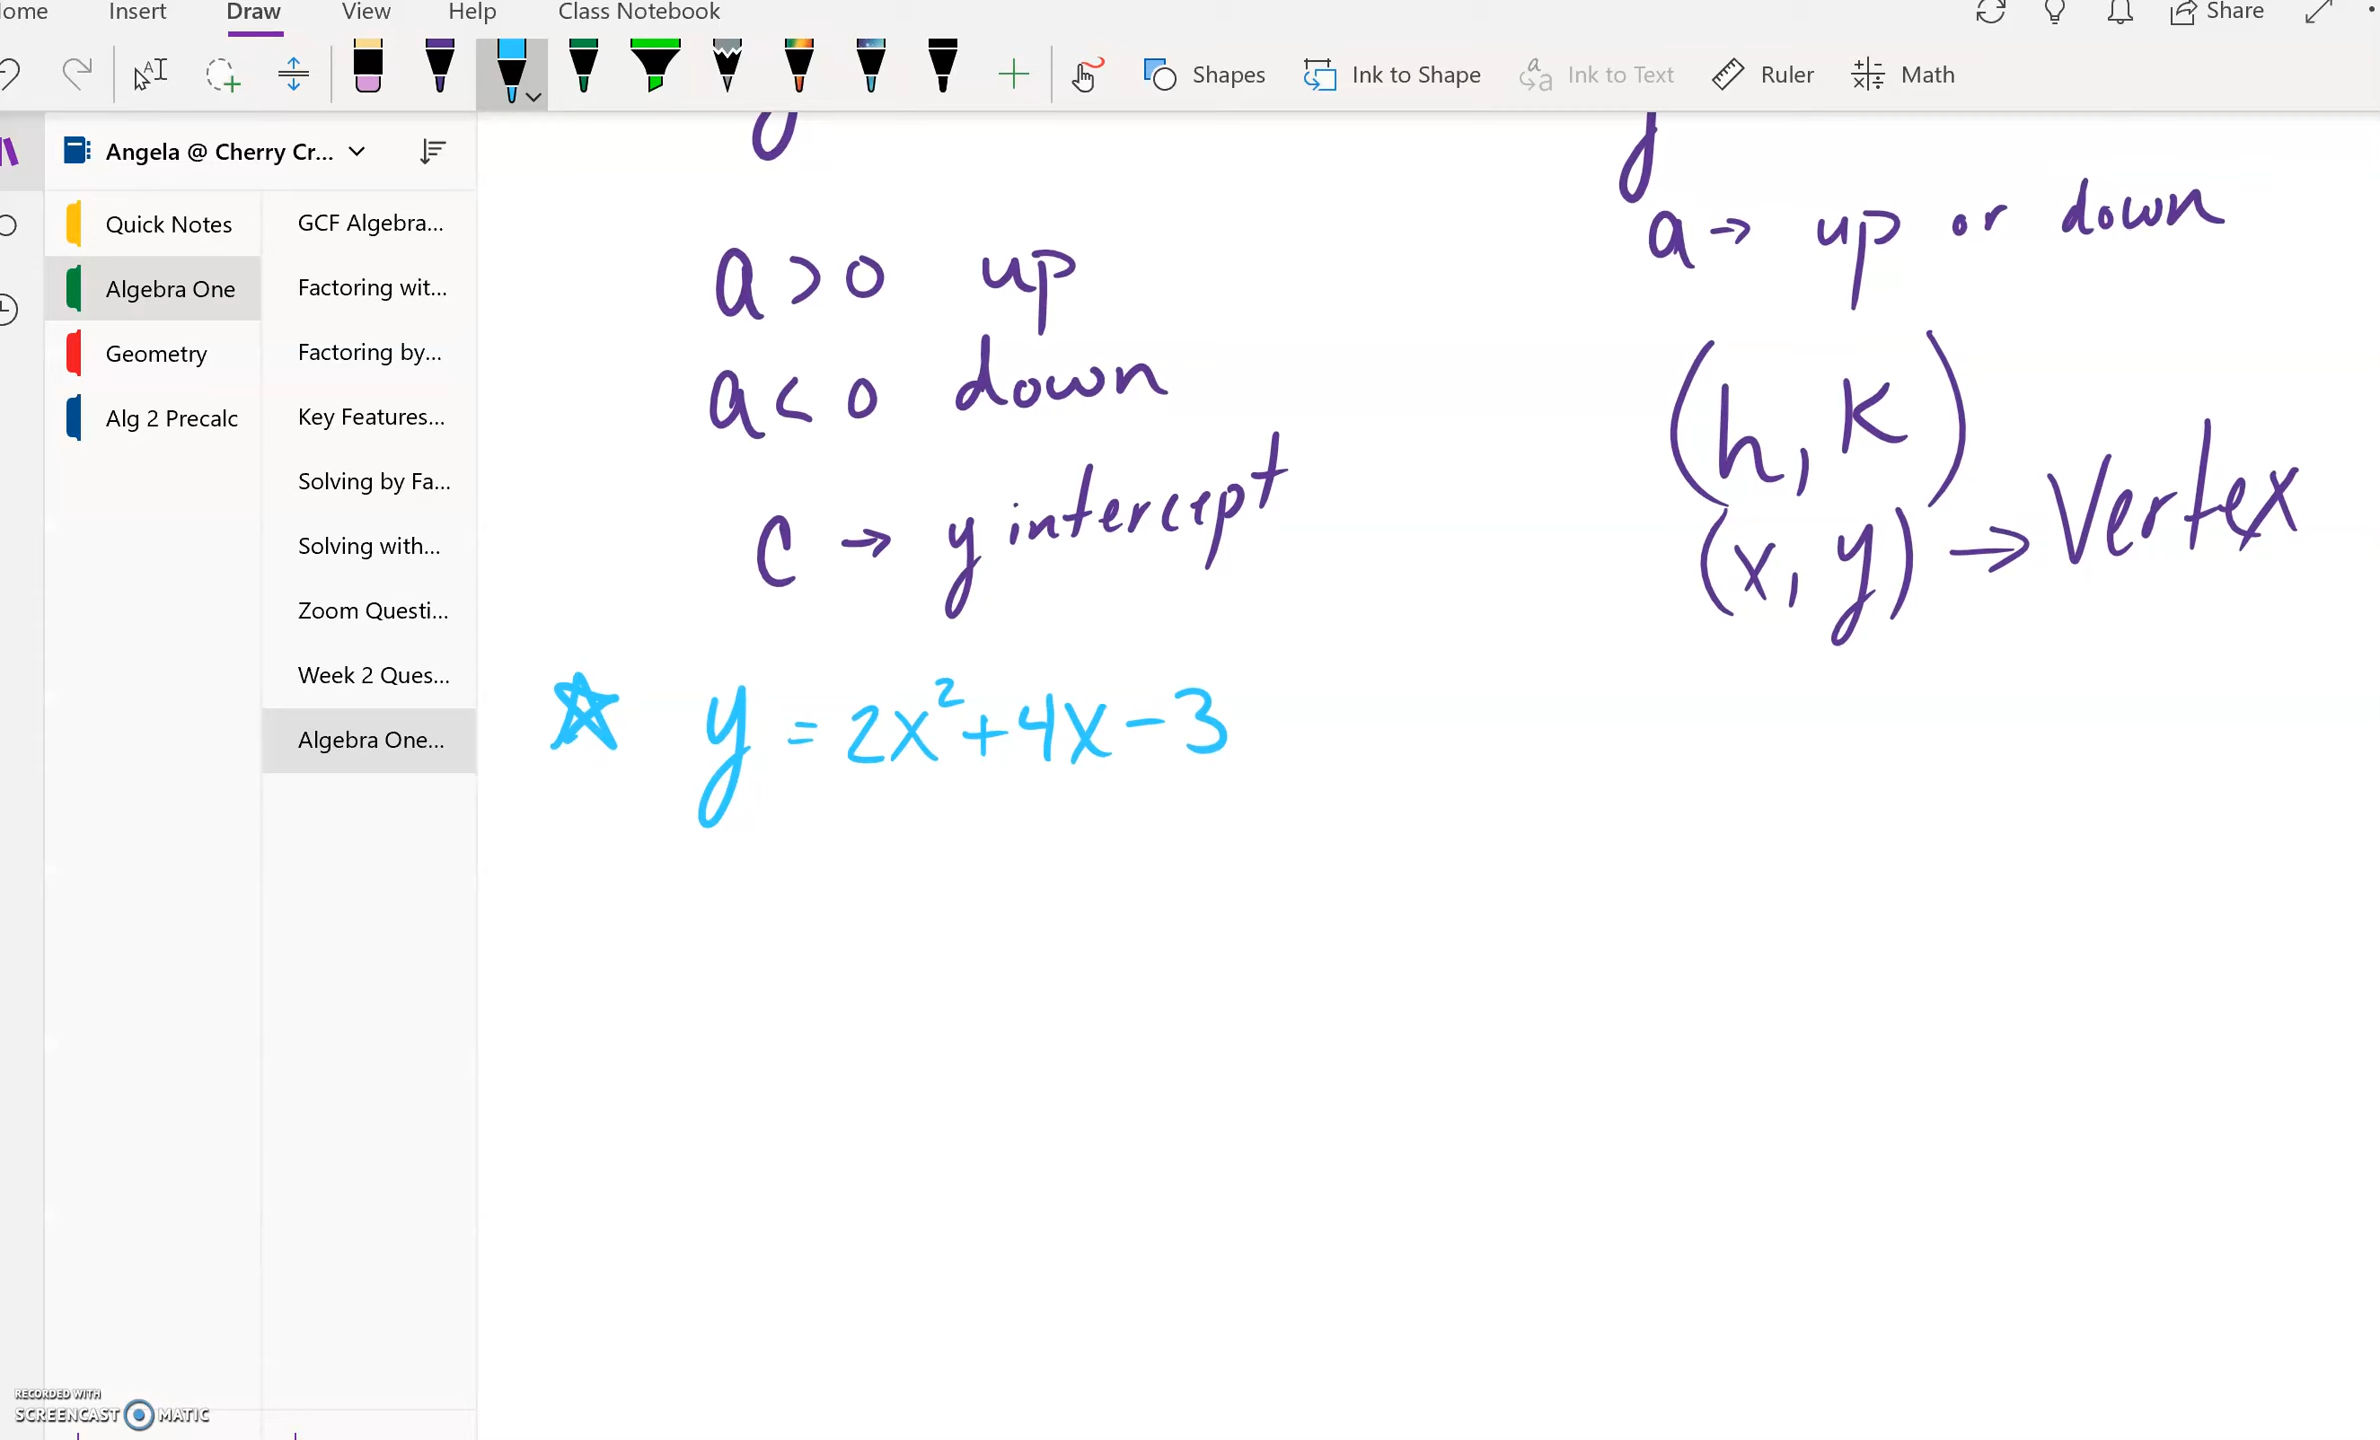 ome Insert Draw View Help Class Notebook Share
Shapes Ink to Shape Ink to Text Ruler Math
Angela @ Cherry Cr...
Quick Notes
Algebra One
Geometry
Alg 2 Precalc
GCF Algebra...
Factoring wit...
Factoring by...
Key Features...
Solving by Fa...
Solving with...
Zoom Questi...
Week 2 Ques...
Algebra One...
a > 0 up
a < 0 down
c → y intercept
a → up or down
(h, K)
(x, y) → Vertex
y = 2x² + 4x - 3
RECORDED WITH
SCREENCAST MATIC